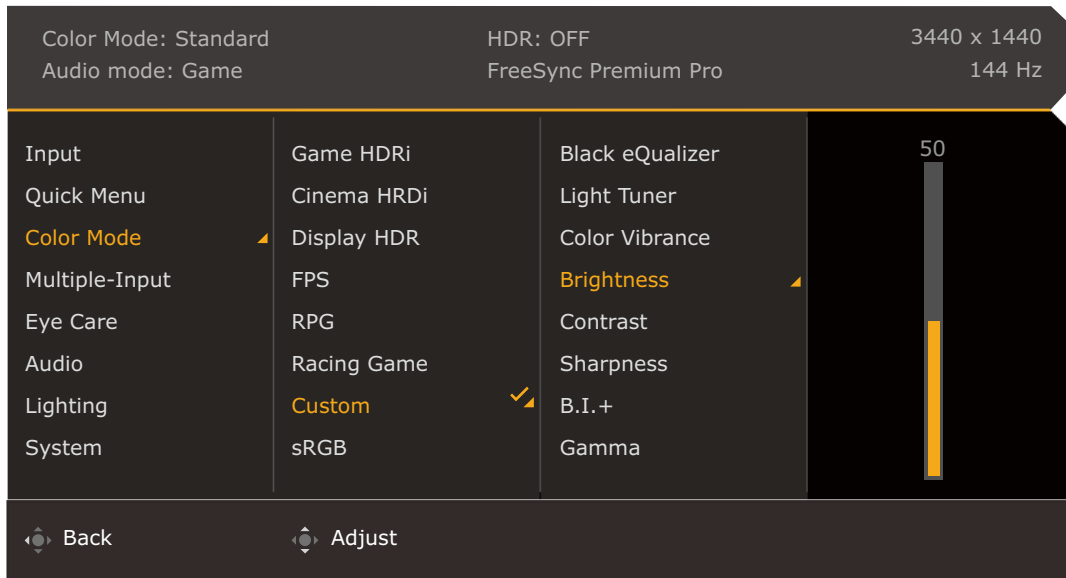 Color Mode: Standard
HDR: OFF
3440 x 1440
Audio mode: Game
FreeSync Premium Pro
144 Hz
Input
Quick Menu
Color Mode
Multiple-Input
Eye Care
Audio
Lighting
System
Game HDRi
Cinema HRDi
Display HDR
FPS
RPG
Racing Game
Custom
sRGB
Black eQualizer
Light Tuner
Color Vibrance
Brightness
Contrast
Sharpness
B.I.+
Gamma
50
Back
Adjust